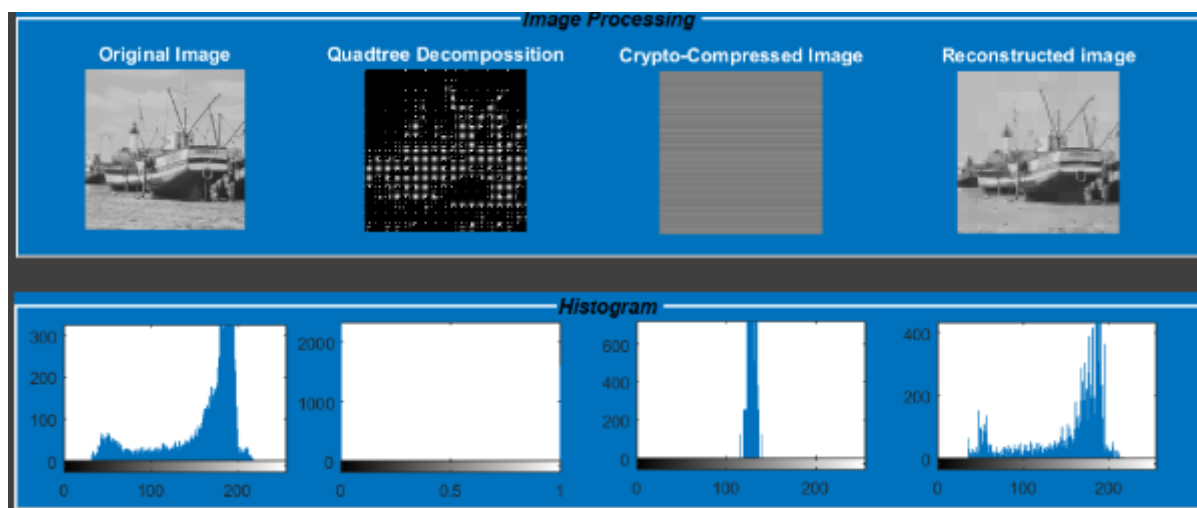 Image Processing
Original Image
Quadtree Decompossition
Crypto-Compressed Image
Reconstructed image
Histogram
300
200
100
0
0 100 200
2000
1000
0
0 0.5 1
600
400
200
0
0 100 200
400
200
0
0 100 200